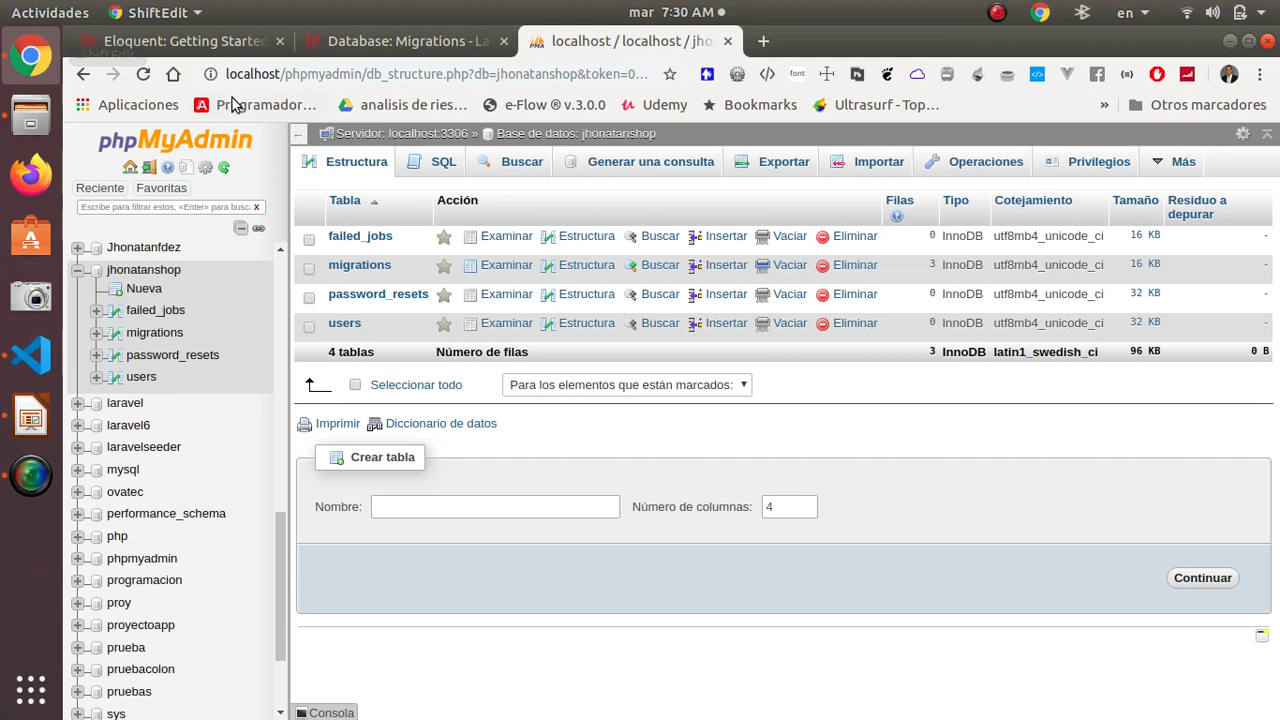 Actividades ShiftEdit mar 7:30 AM en
Eloquent: Getting Started Database: Migrations - La localhost / localhost / jho
localhost/phpmyadmin/db_structure.php?db=jhonatanshop&token=0...
Aplicaciones Programador... analisis de ries... e-Flow ® v.3.0.0 Udemy Bookmarks Ultrasurf - Top... » Otros marcadores
phpMyAdmin
Reciente Favoritas
Escribe para filtrar estos, «Enter» para busca X
Jhonatanfdez
jhonatanshop
Nueva
failed_jobs
migrations
password_resets
users
laravel
laravel6
laravelseeder
mysql
ovatec
performance_schema
php
phpmyadmin
programacion
proy
proyectoapp
prueba
pruebacolon
pruebas
sys
Servidor: localhost:3306 » Base de datos: jhonatanshop
Estructura SQL Buscar Generar una consulta Exportar Importar Operaciones Privilegios Más
Tabla Acción Filas Tipo Cotejamiento Tamaño Residuo a depurar
failed_jobs Examinar Estructura Buscar Insertar Vaciar Eliminar 0 InnoDB utf8mb4_unicode_ci 16 KB -
migrations Examinar Estructura Buscar Insertar Vaciar Eliminar 3 InnoDB utf8mb4_unicode_ci 16 KB -
password_resets Examinar Estructura Buscar Insertar Vaciar Eliminar 0 InnoDB utf8mb4_unicode_ci 32 KB -
users Examinar Estructura Buscar Insertar Vaciar Eliminar 0 InnoDB utf8mb4_unicode_ci 32 KB -
4 tablas Número de filas 3 InnoDB latin1_swedish_ci 96 KB 0 B
Seleccionar todo Para los elementos que están marcados:
Imprimir Diccionario de datos
Crear tabla
Nombre: Número de columnas: 4
Continuar
Consola